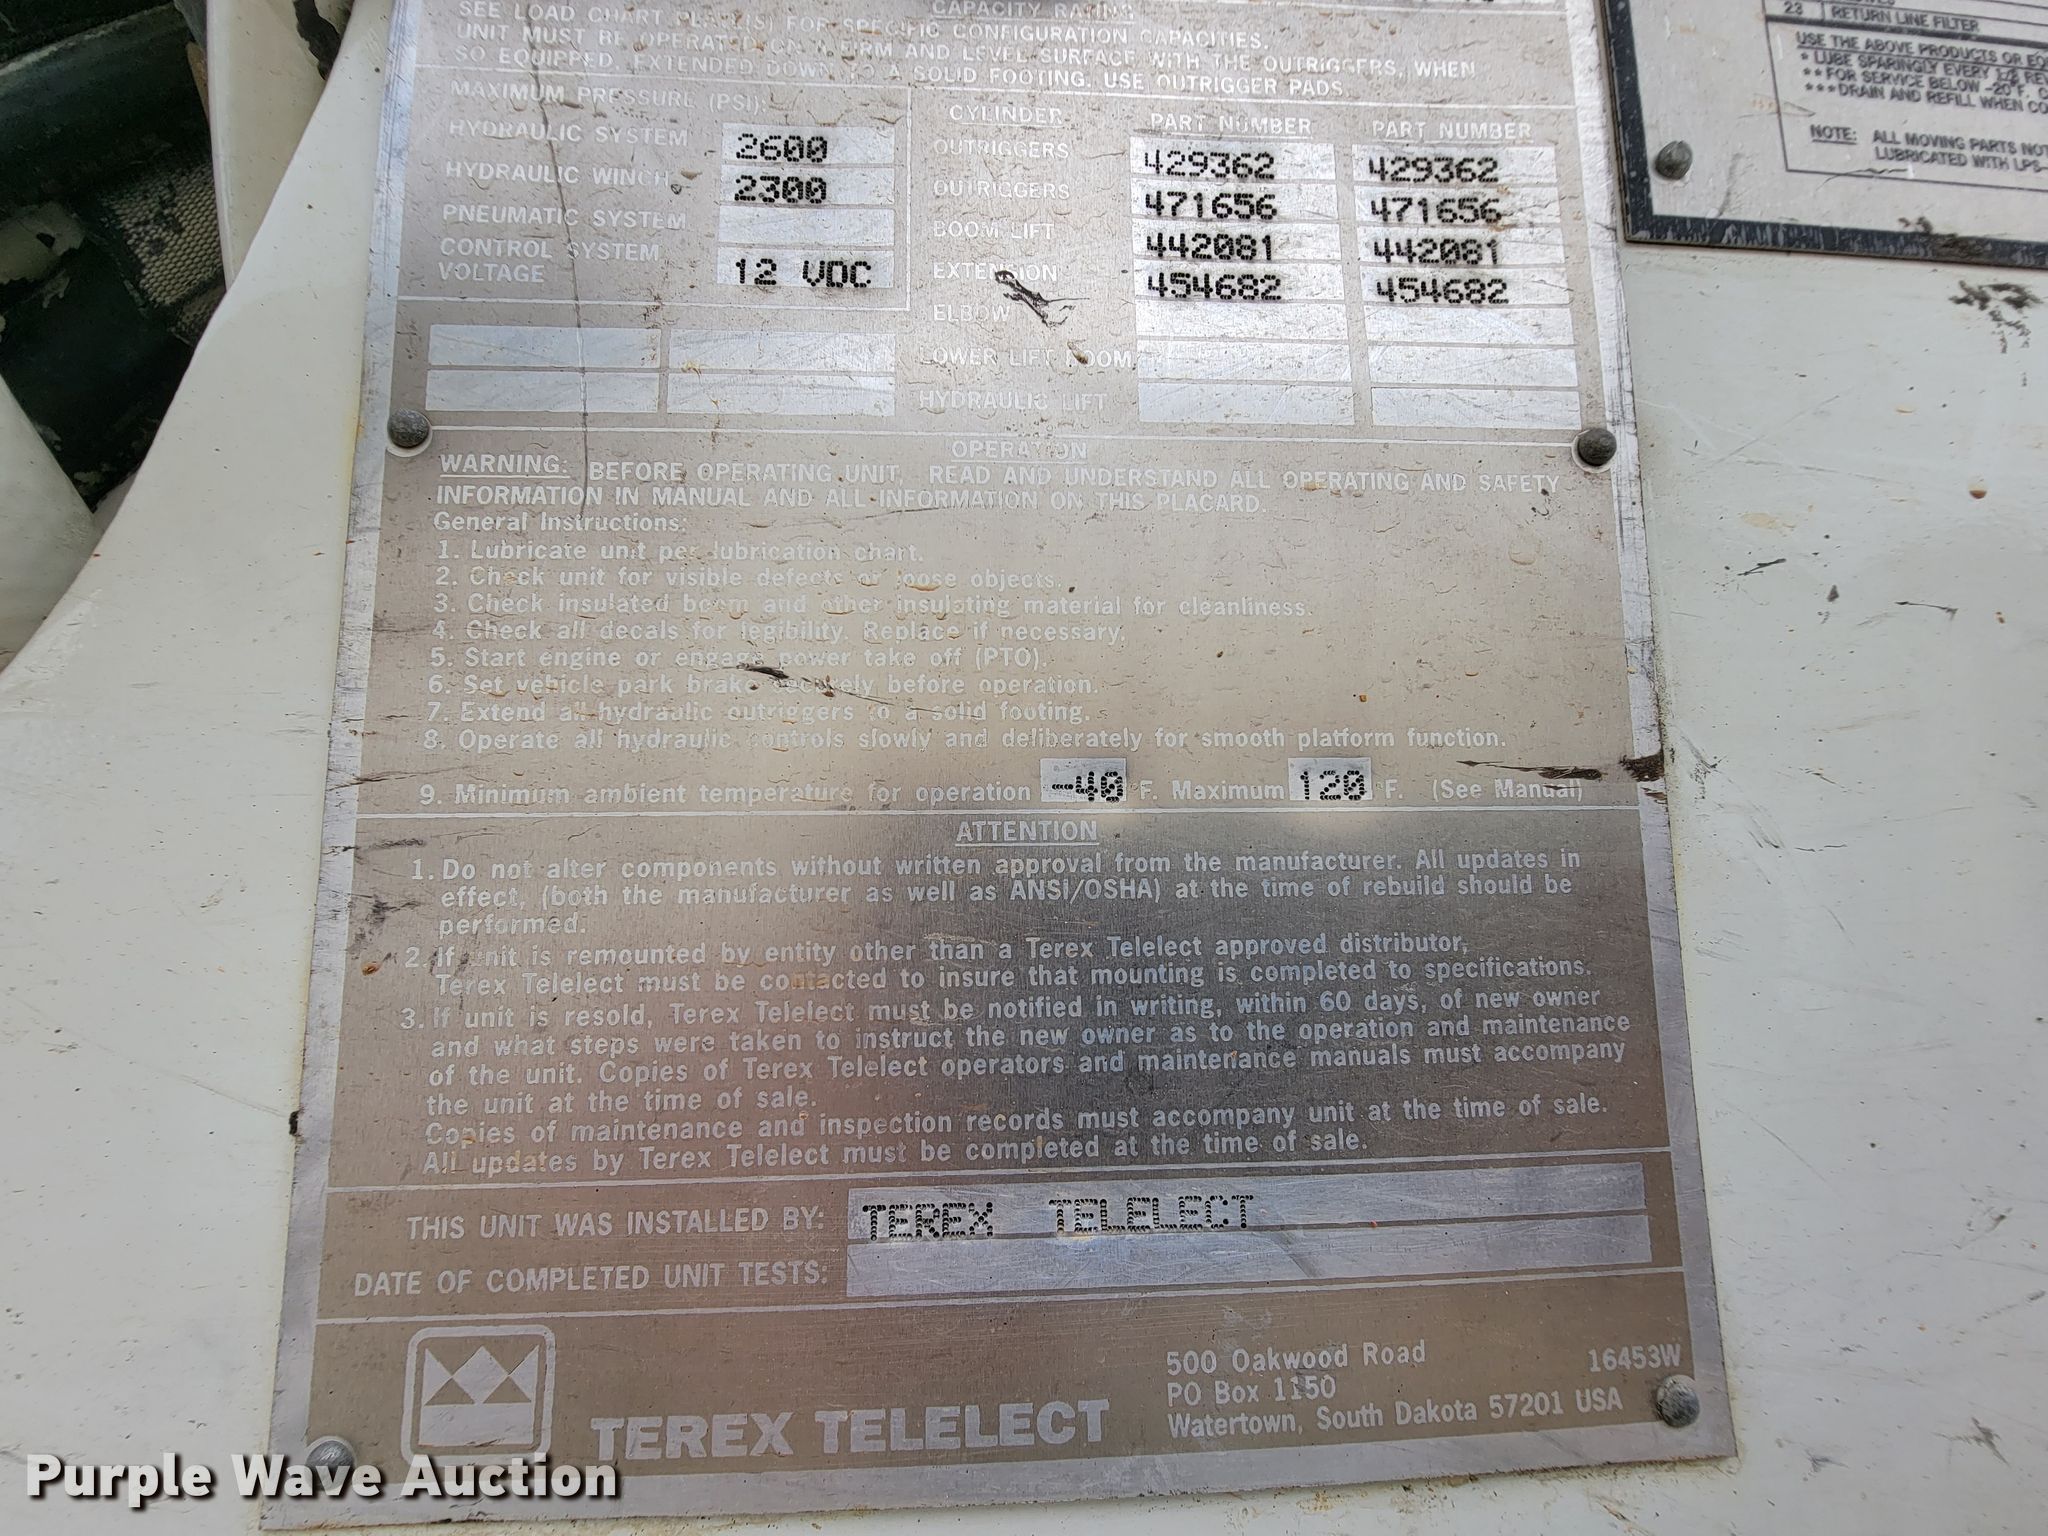 CAPACITY RATING
SEE LOAD CHART PLATE(S) FOR SPECIFIC CONFIGURATION CAPACITIES.
UNIT MUST BE OPERATED ON A FIRM AND LEVEL SURFACE WITH THE OUTRIGGERS, WHEN
SO EQUIPPED, EXTENDED DOWN TO A SOLID FOOTING. USE OUTRIGGER PADS.
MAXIMUM PRESSURE (PSI):
HYDRAULIC SYSTEM 2600
HYDRAULIC WINCH 2300
PNEUMATIC SYSTEM
CONTROL SYSTEM
VOLTAGE 12 VDC
CYLINDER PART NUMBER PART NUMBER
OUTRIGGERS 429362 429362
OUTRIGGERS 471656 471656
BOOM LIFT 442081 442081
EXTENSION 454682 454682
ELBOW
LOWER LIFT BOOM
HYDRAULIC LIFT
OPERATION
WARNING: BEFORE OPERATING UNIT, READ AND UNDERSTAND ALL OPERATING AND SAFETY
INFORMATION IN MANUAL AND ALL INFORMATION ON THIS PLACARD.
General Instructions:
1. Lubricate unit per lubrication chart.
2. Check unit for visible defects or loose objects.
3. Check insulated boom and other insulating material for cleanliness.
4. Check all decals for legibility. Replace if necessary.
5. Start engine or engage power take off (PTO).
6. Set vehicle park brake securely before operation.
7. Extend all hydraulic outriggers to a solid footing.
8. Operate all hydraulic controls slowly and deliberately for smooth platform function.
9. Minimum ambient temperature for operation -40 °F. Maximum 120 °F. (See Manual)
ATTENTION
1. Do not alter components without written approval from the manufacturer. All updates in
effect, (both the manufacturer as well as ANSI/OSHA) at the time of rebuild should be
performed.
2. If unit is remounted by entity other than a Terex Telelect approved distributor,
Terex Telelect must be contacted to insure that mounting is completed to specifications.
3. If unit is resold, Terex Telelect must be notified in writing, within 60 days, of new owner
and what steps were taken to instruct the new owner as to the operation and maintenance
of the unit. Copies of Terex Telelect operators and maintenance manuals must accompany
the unit at the time of sale.
Copies of maintenance and inspection records must accompany unit at the time of sale.
All updates by Terex Telelect must be completed at the time of sale.
THIS UNIT WAS INSTALLED BY: TEREX TELELECT
DATE OF COMPLETED UNIT TESTS:
TEREX TELELECT
500 Oakwood Road 16453W
PO Box 1150
Watertown, South Dakota 57201 USA
23 RETURN LINE FILTER
USE THE ABOVE PRODUCTS OR
* LUBE SPARINGLY EVERY 1/8
** FOR SERVICE BELOW -20° F.
*** DRAIN AND REFILL WHEN
NOTE: ALL MOVING PARTS NOT
LUBRICATED WITH LPS-
Purple Wave Auction